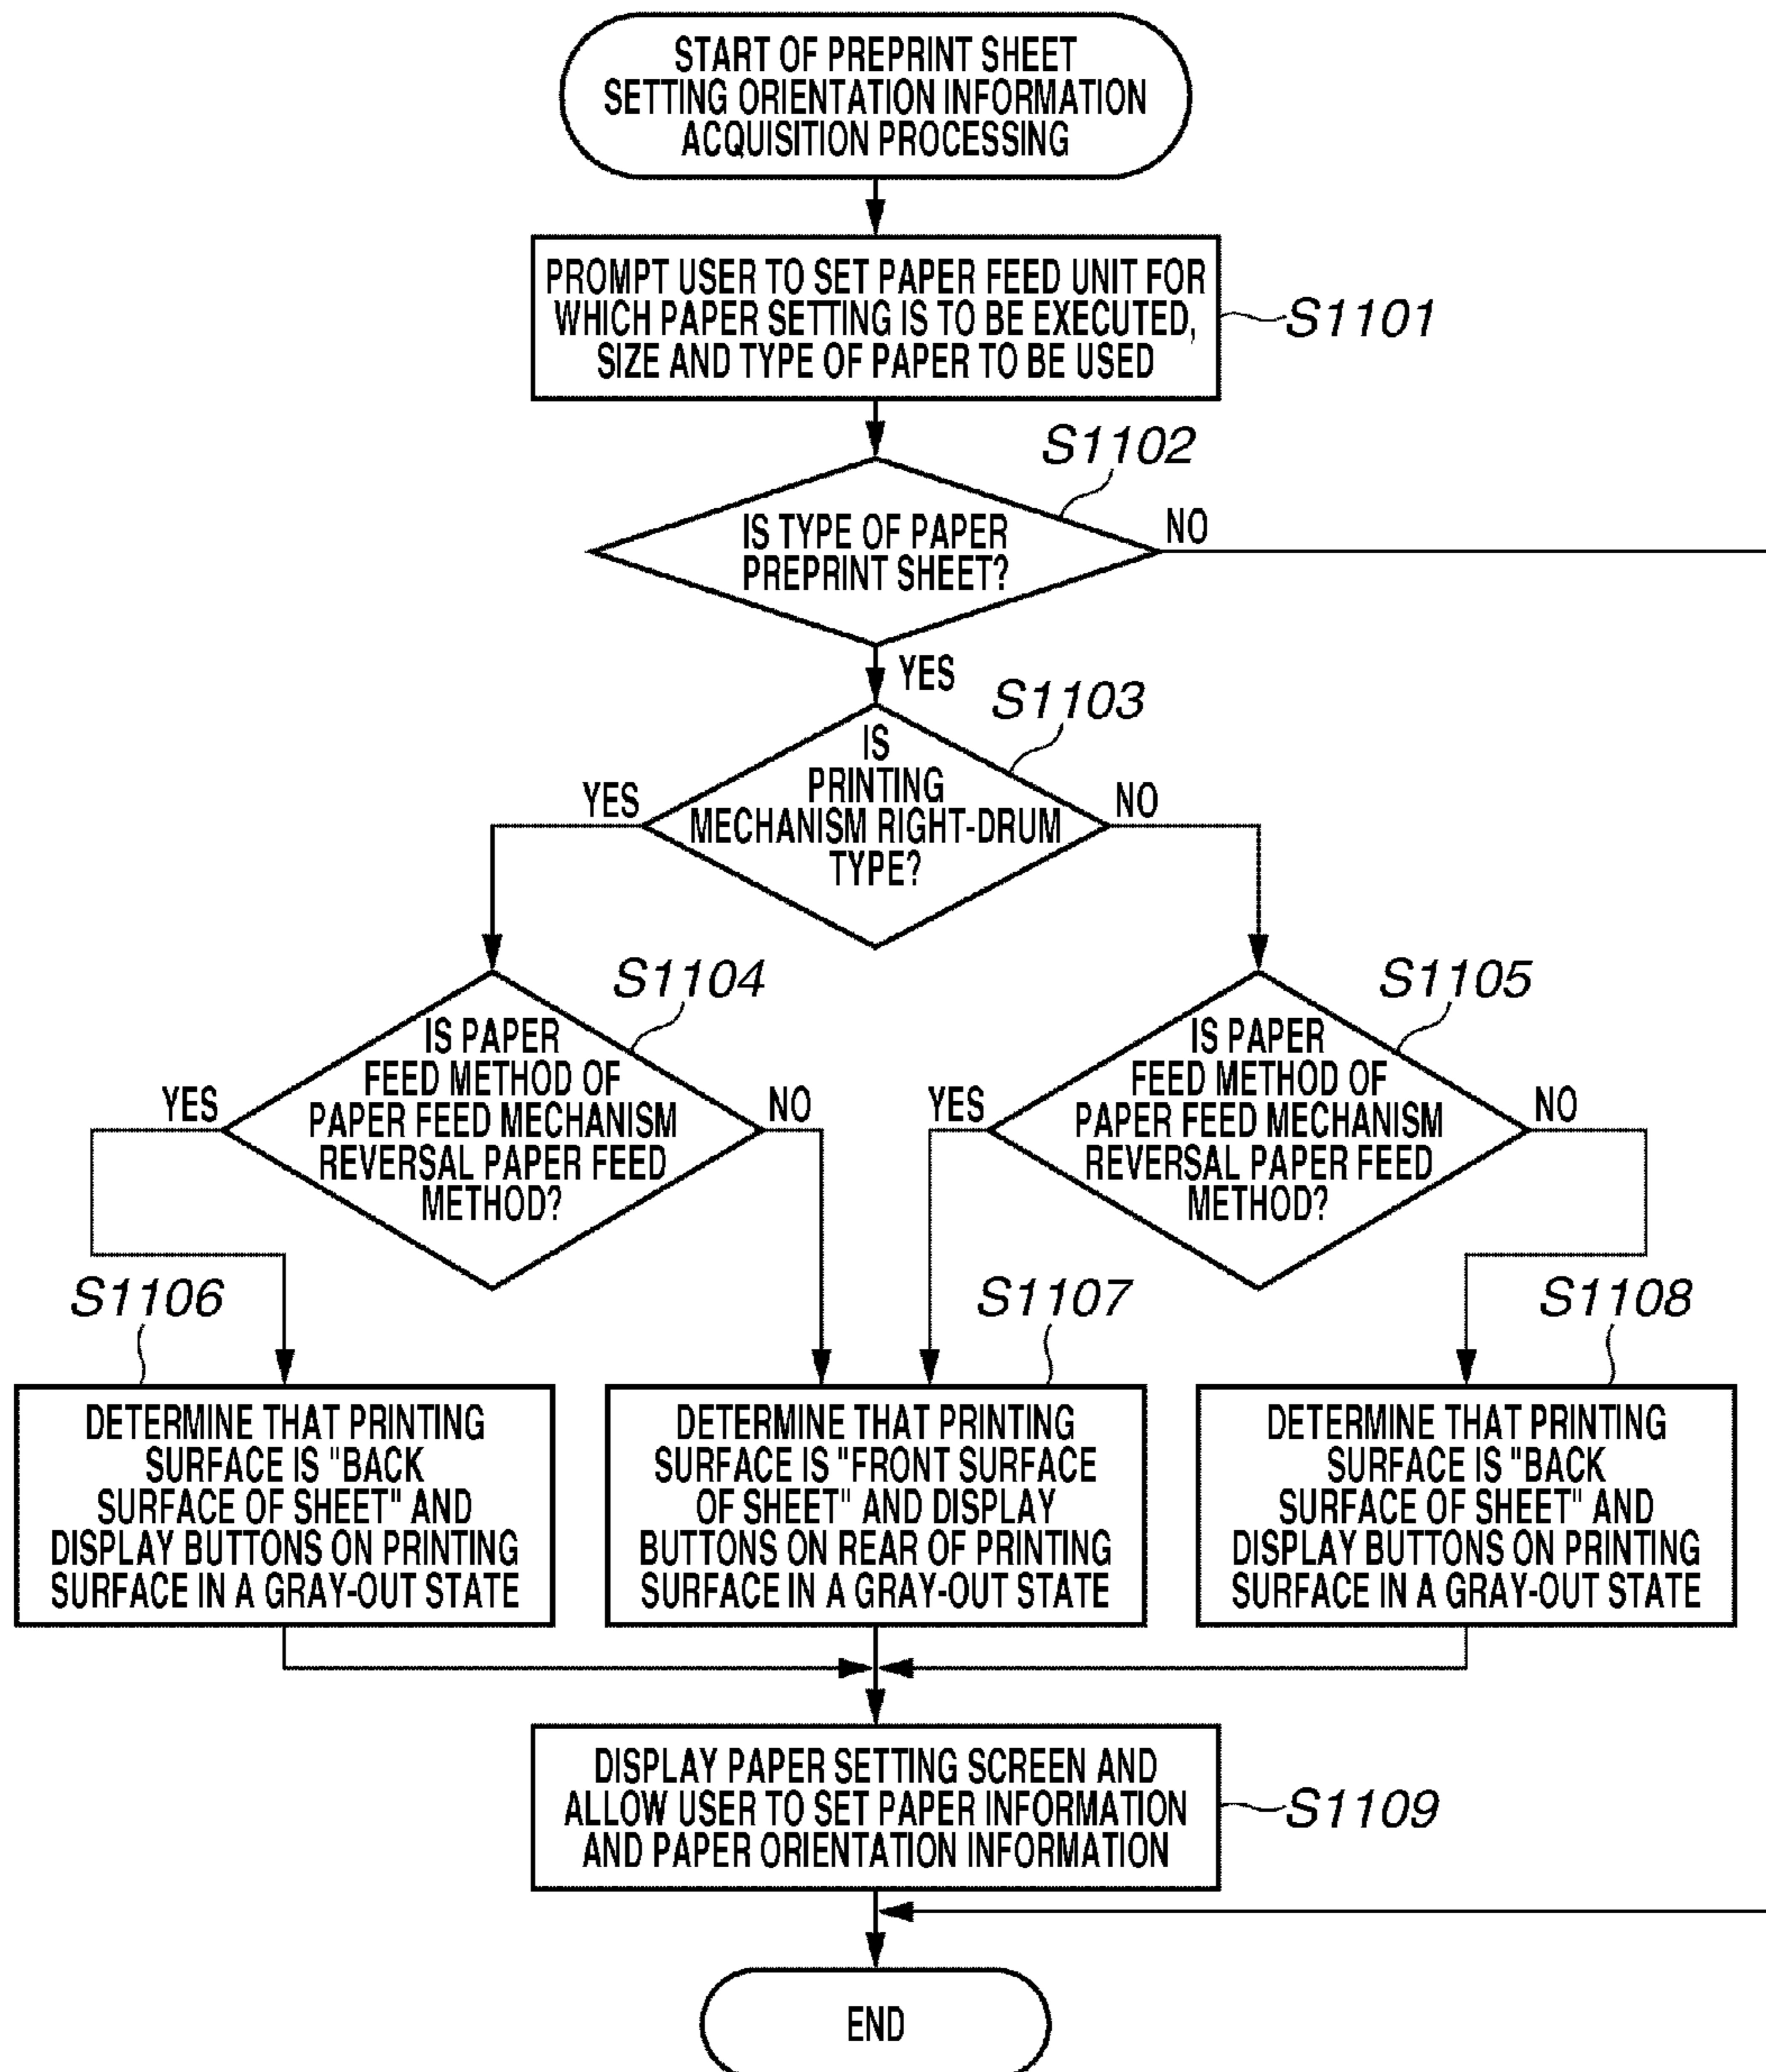 START OF PREPRINT SHEET
SETTING ORIENTATION INFORMATION
ACQUISITION PROCESSING
PROMPT USER TO SET PAPER FEED UNIT FOR
WHICH PAPER SETTING IS TO BE EXECUTED,
SIZE AND TYPE OF PAPER TO BE USED
S1101
S1102
IS TYPE OF PAPER
PREPRINT SHEET?
NO
YES
S1103
IS
PRINTING
MECHANISM RIGHT-DRUM
TYPE?
YES
NO
S1104
IS PAPER
FEED METHOD OF
PAPER FEED MECHANISM
REVERSAL PAPER FEED
METHOD?
YES
NO
S1105
IS PAPER
FEED METHOD OF
PAPER FEED MECHANISM
REVERSAL PAPER FEED
METHOD?
YES
NO
S1106
DETERMINE THAT PRINTING
SURFACE IS "BACK
SURFACE OF SHEET" AND
DISPLAY BUTTONS ON PRINTING
SURFACE IN A GRAY-OUT STATE
S1107
DETERMINE THAT PRINTING
SURFACE IS "FRONT SURFACE
OF SHEET" AND DISPLAY
BUTTONS ON REAR OF PRINTING
SURFACE IN A GRAY-OUT STATE
S1108
DETERMINE THAT PRINTING
SURFACE IS "BACK
SURFACE OF SHEET" AND
DISPLAY BUTTONS ON PRINTING
SURFACE IN A GRAY-OUT STATE
DISPLAY PAPER SETTING SCREEN AND
ALLOW USER TO SET PAPER INFORMATION
AND PAPER ORIENTATION INFORMATION
S1109
END